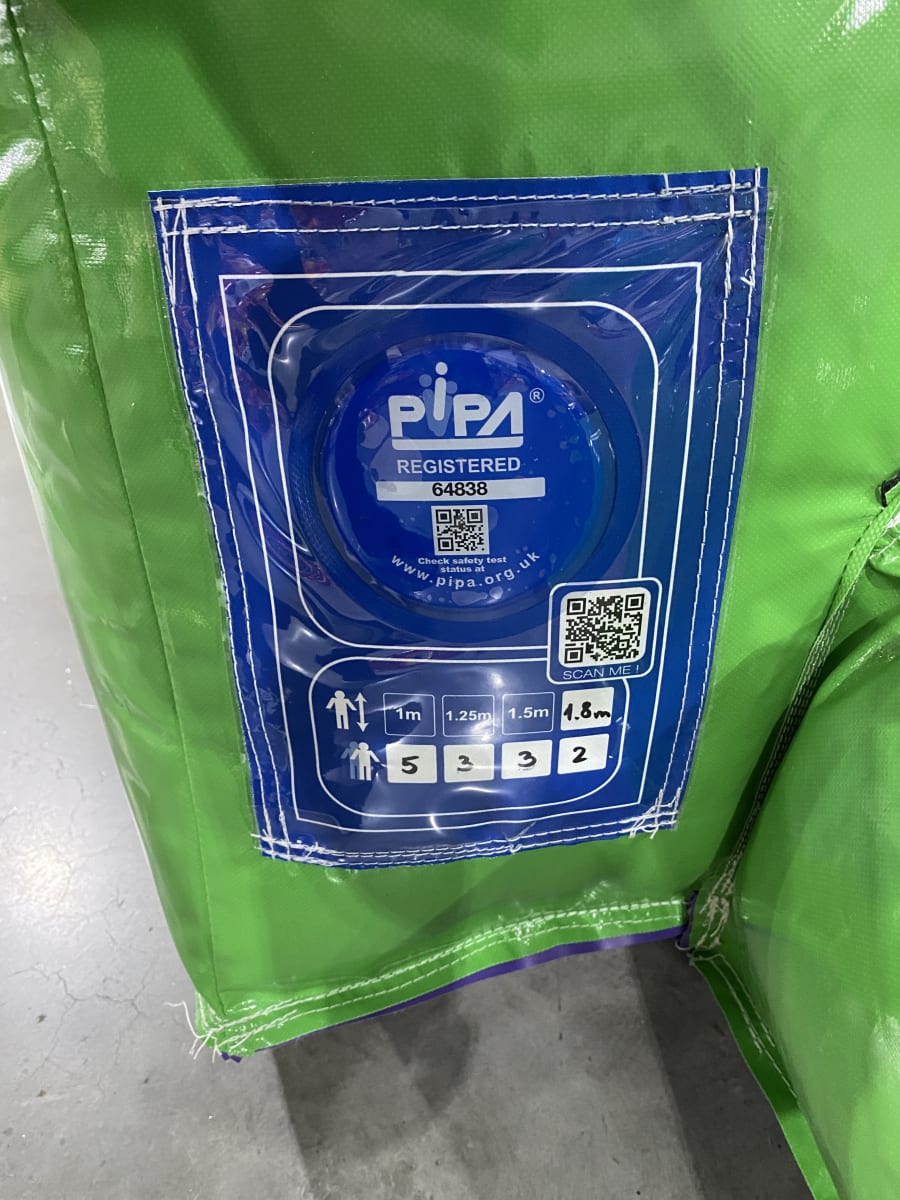 PiPA®
REGISTERED
64838
Check safety test
status at
www.pipa.org.uk
SCAN ME !
1m 1.25m 1.5m 1.8m
5 3 3 2